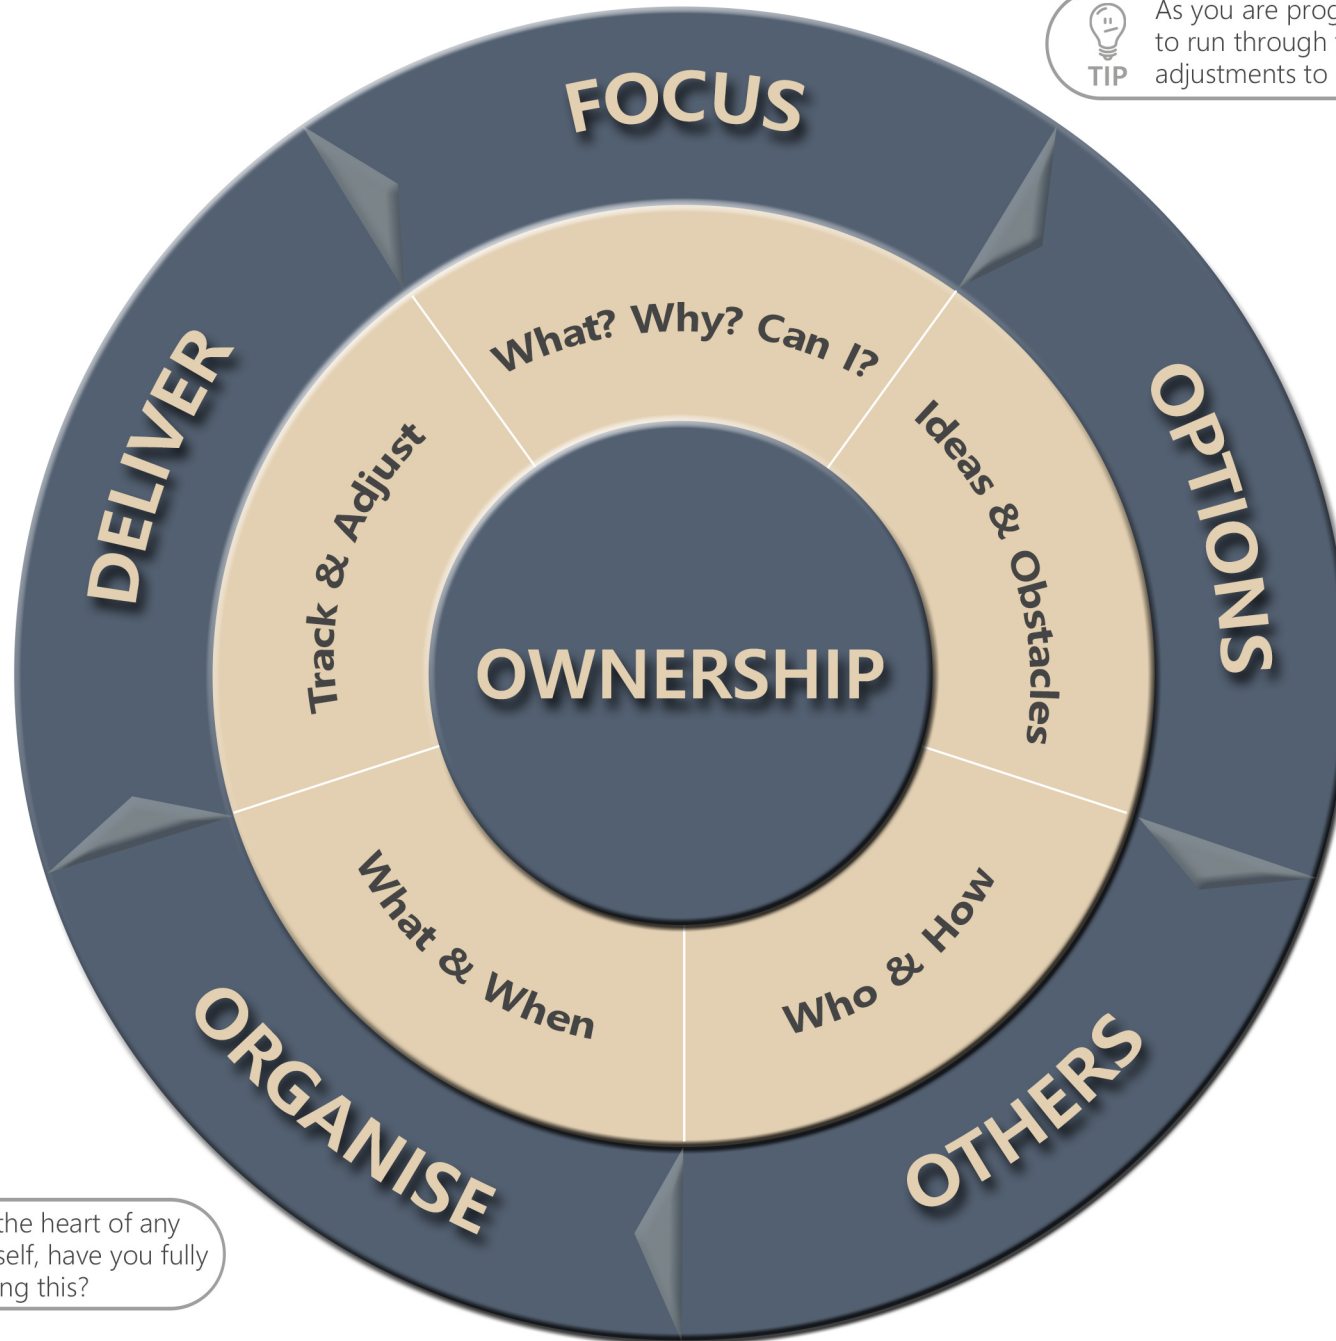 As you are prog
to run through
adjustments to
TIP
FOCUS
What? Why? Can I?
OPTIONS
Ideas & Obstacles
OTHERS
Who & How
ORGANISE
What & When
DELIVER
Track & Adjust
OWNERSHIP
the heart of any
self, have you fully
ng this?